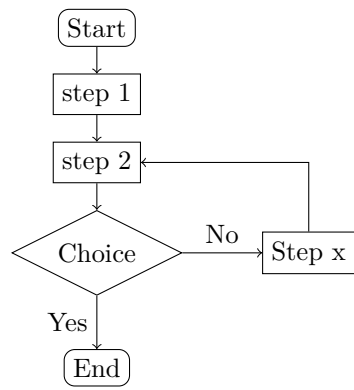 Start
step 1
step 2
Choice
No
Step x
Yes
End